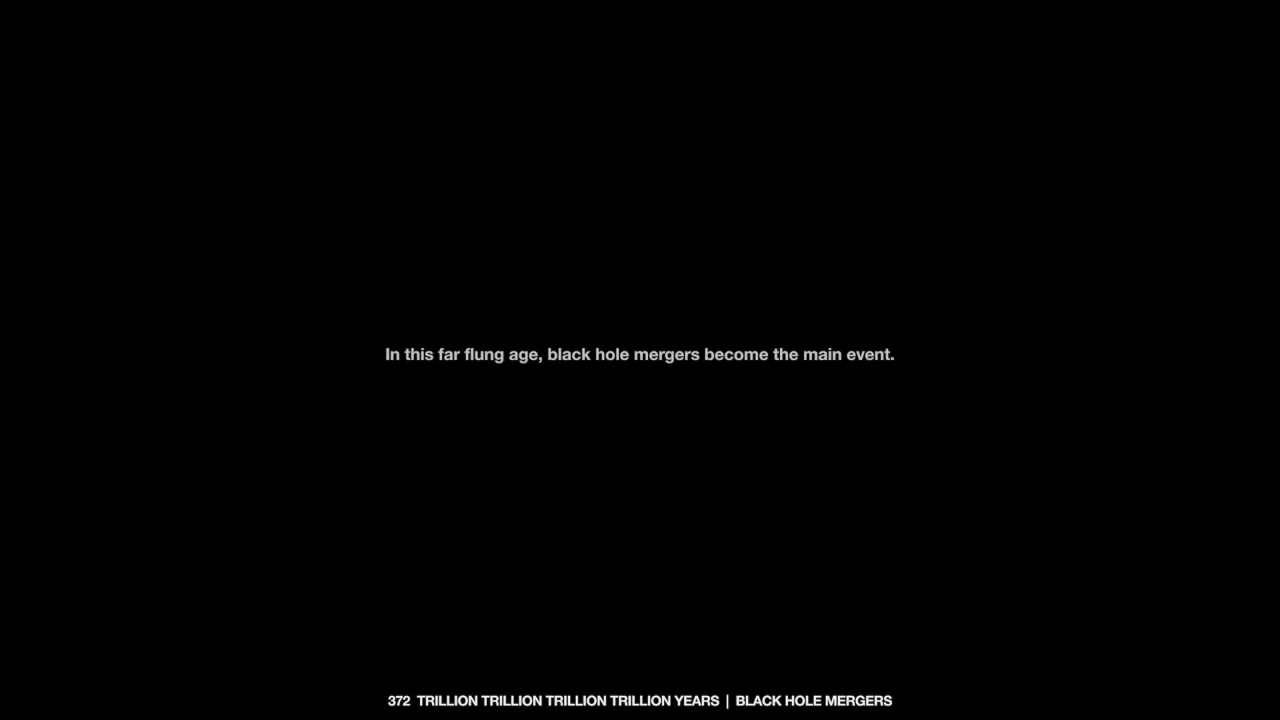 In this far flung age, black hole mergers become the main event.
372 TRILLION TRILLION TRILLION TRILLION YEARS | BLACK HOLE MERGERS